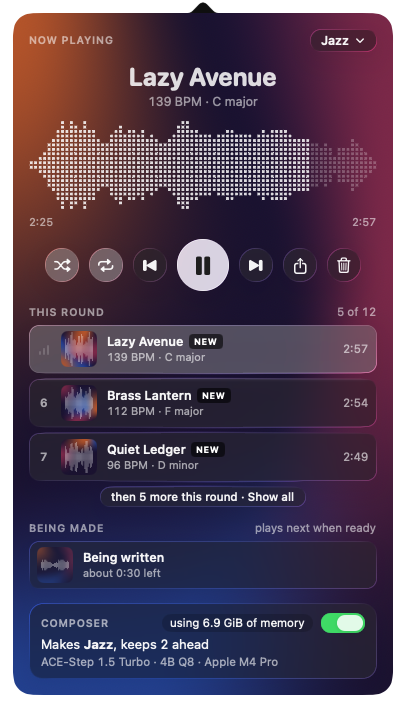 NOW PLAYING
Jazz
Lazy Avenue
139 BPM · C major
2:25
2:57
THIS ROUND
5 of 12
Lazy Avenue NEW
139 BPM · C major
2:57
6
Brass Lantern NEW
112 BPM · F major
2:54
7
Quiet Ledger NEW
96 BPM · D minor
2:49
then 5 more this round · Show all
BEING MADE
plays next when ready
Being written
about 0:30 left
COMPOSER
using 6.9 GiB of memory
Makes Jazz, keeps 2 ahead
ACE-Step 1.5 Turbo · 4B Q8 · Apple M4 Pro